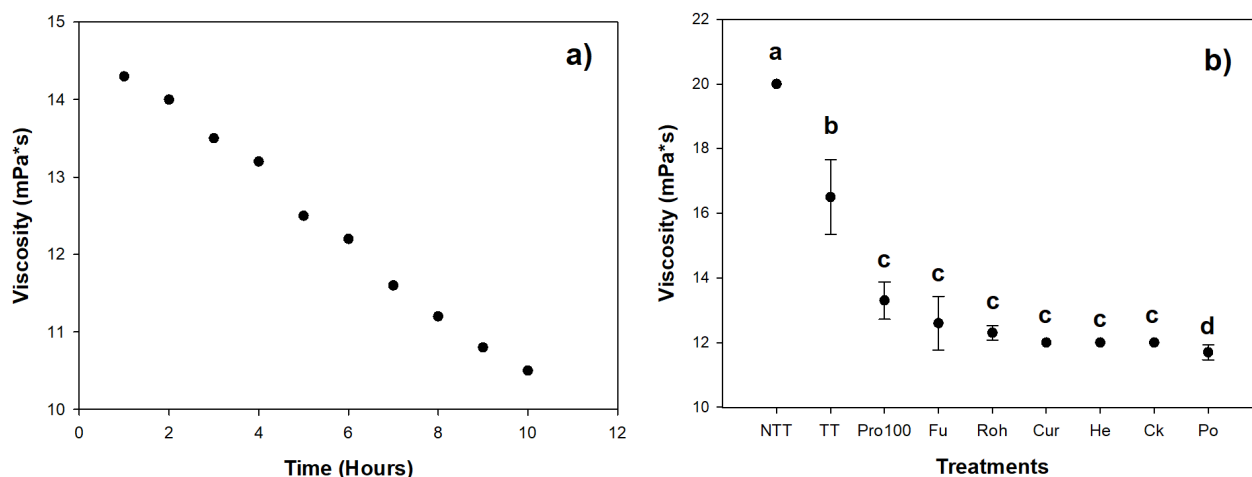 a)
15
14
13
12
11
10
Viscosity (mPa*s)
0 2 4 6 8 10 12
Time (Hours)
b)
22
20
18
16
14
12
10
Viscosity (mPa*s)
a
b
c c c c c c d
NTT TT Pro100 Fu Roh Cur He Ck Po
Treatments